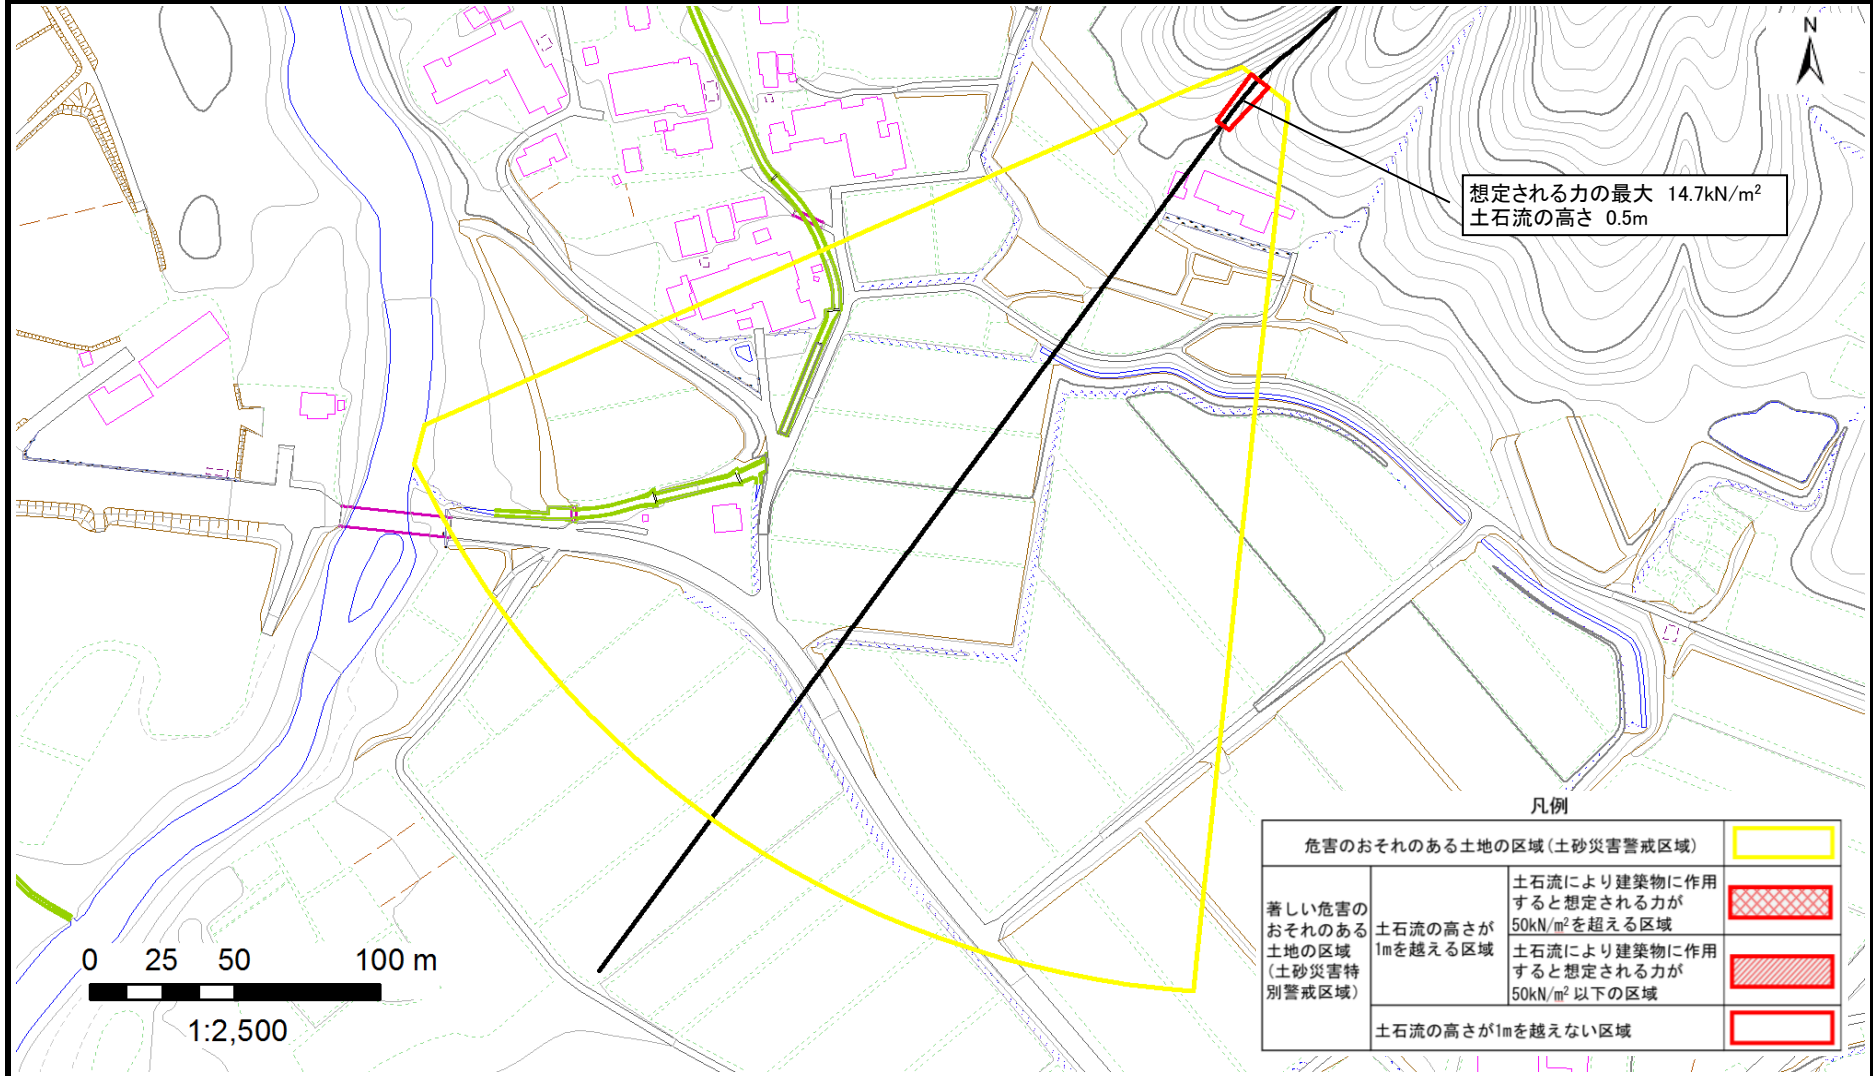 N
想定される力の最大 14.7kN/m²
土石流の高さ 0.5m
凡例
危害のおそれのある土地の区域(土砂災害警戒区域)
著しい危害の
おそれのある
土地の区域
(土砂災害特
別警戒区域)
土石流の高さが
1mを越える区域
土石流により建築物に作用
すると想定される力が
50kN/m²を超える区域
土石流により建築物に作用
すると想定される力が
50kN/m² 以下の区域
土石流の高さが1mを越えない区域
0 25 50 100 m
1:2,500